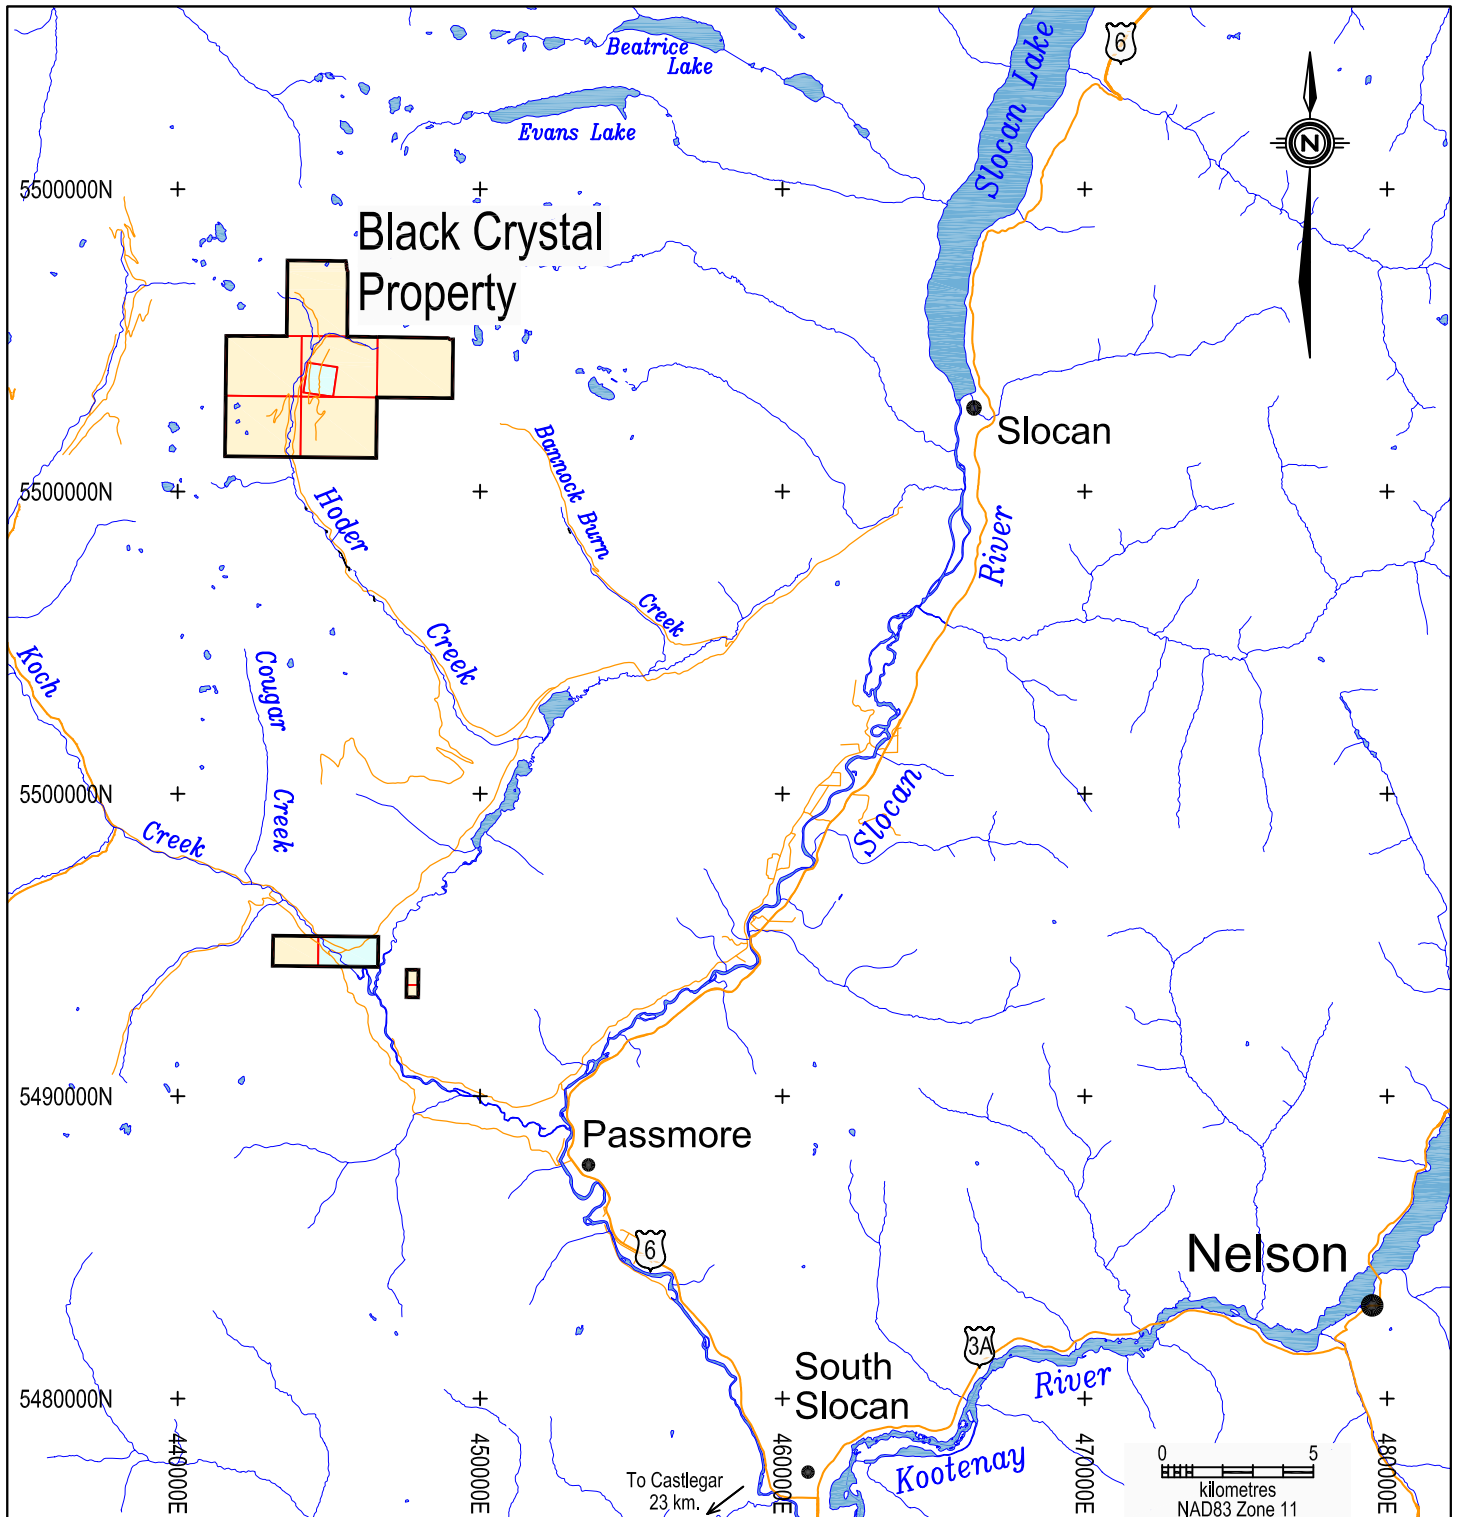 Beatrice
Lake
Slocan Lake
6
Evans Lake
N
5500000N
Black Crystal
Property
Slocan
Bannock Burn
Creek
5500000N
Hoder
Creek
River
Koch
Creek
Cougar
Creek
5500000N
Slocan
5490000N
Passmore
6
Nelson
3A
South
Slocan
River
5480000N
Kootenay
To Castlegar
23 km.
440000E
450000E
460000E
470000E
480000E
0 5
kilometres
NAD83 Zone 11